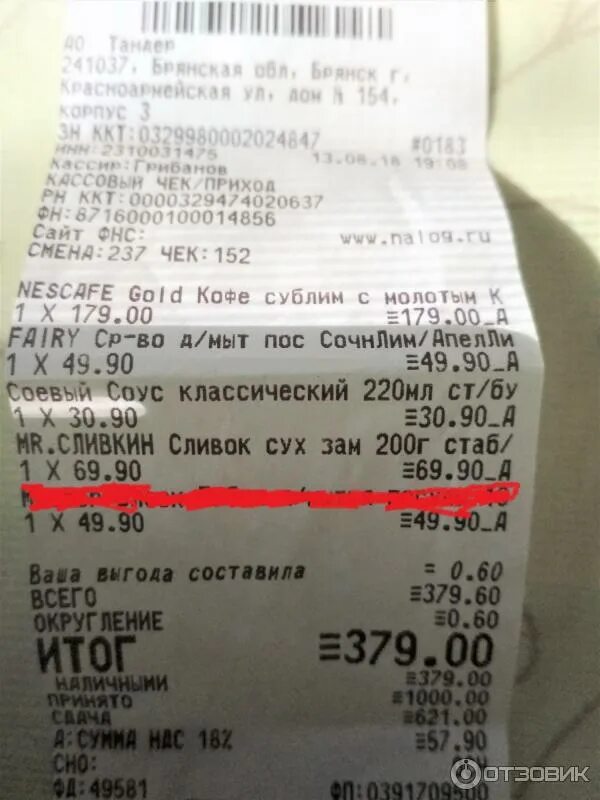 АО Тандер
241037, Брянская обл, Брянск г,
Красноармейская ул, дом № 154,
корпус 3
ЗН ККТ:0329980002024847 #0183
ИНН:2310031475 13.08.18 19:08
Кассир:Грибанов
КАССОВЫЙ ЧЕК/ПРИХОД
РН ККТ:0000329474020637
ФН:8716000100014856
Сайт ФНС: www.nalog.ru
СМЕНА:237 ЧЕК:152
NESCAFE Gold Кофе сублим с молотым К
1 X 179.00 ≡179.00_А
FAIRY Ср-во д/мыт пос СочнЛим/АпелЛи
1 X 49.90 ≡49.90_А
Соевый Соус классический 220мл ст/бу
1 X 30.90 ≡30.90_А
MR.СЛИВКИН Сливок сух зам 200г стаб/
1 X 69.90 ≡69.90_А
1 X 49.90 ≡49.90_А
Ваша выгода составила = 0.60
ВСЕГО ≡379.60
ОКРУГЛЕНИЕ ≡0.60
ИТОГ ≡379.00
НАЛИЧНЫМИ ≡379.00
ПРИНЯТО ≡1000.00
СДАЧА ≡621.00
А:СУММА НДС 18% ≡57.90
СНО:
ФД:49581 ФП:0391709500
ОТЗОВИК